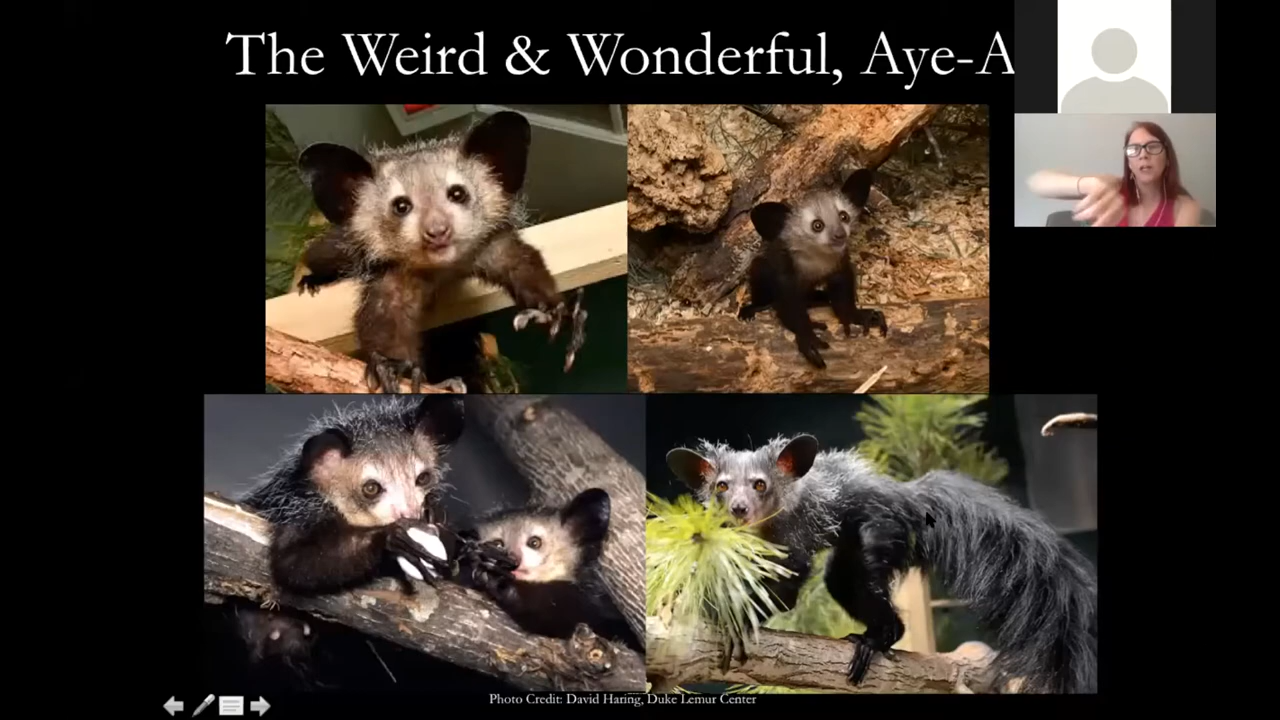 The Weird & Wonderful, Aye-A
Photo Credit: David Haring, Duke Lemur Center